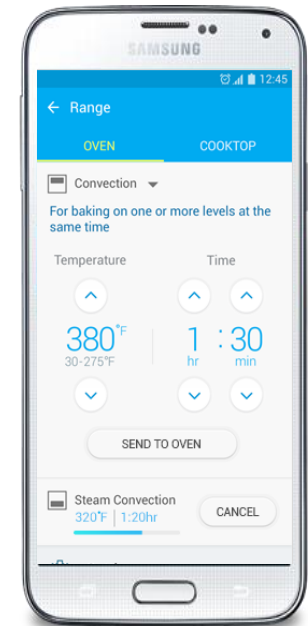 SAMSUNG
12:45
Range
OVEN COOKTOP
Convection
For baking on one or more levels at the
same time
Temperature Time
380°F 1 : 30
30-275°F hr min
SEND TO OVEN
Steam Convection
320°F | 1:20hr
CANCEL